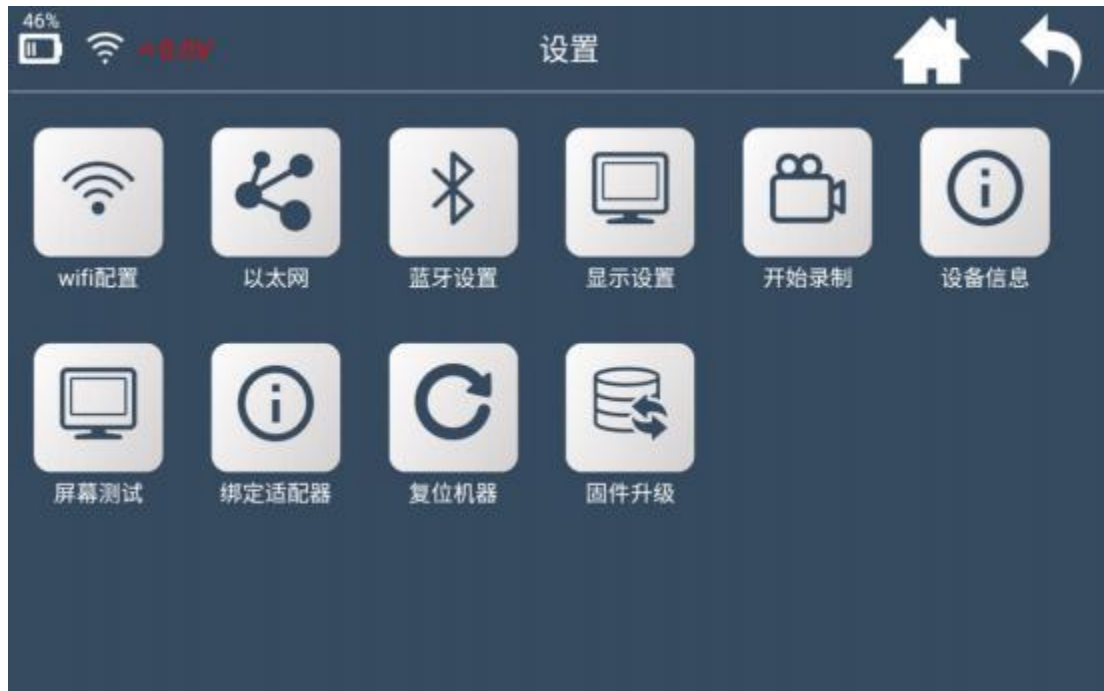 46%
设置
wifi配置
以太网
蓝牙设置
显示设置
开始录制
设备信息
屏幕测试
绑定适配器
复位机器
固件升级